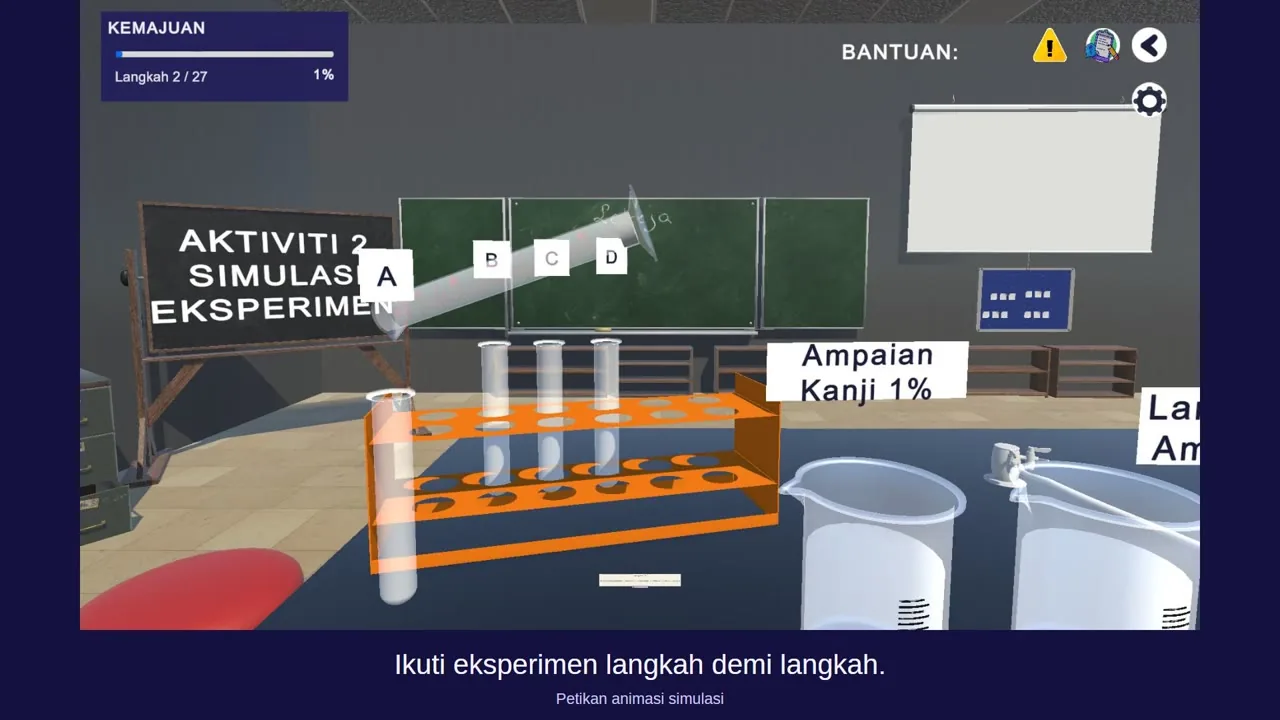 KEMAJUAN
Langkah 2 / 27
1%
BANTUAN:
AKTIVITI 2
SIMULASI
EKSPERIMEN
A
B
C
D
Ampaian
Kanji 1%
Ikuti eksperimen langkah demi langkah.
Petikan animasi simulasi